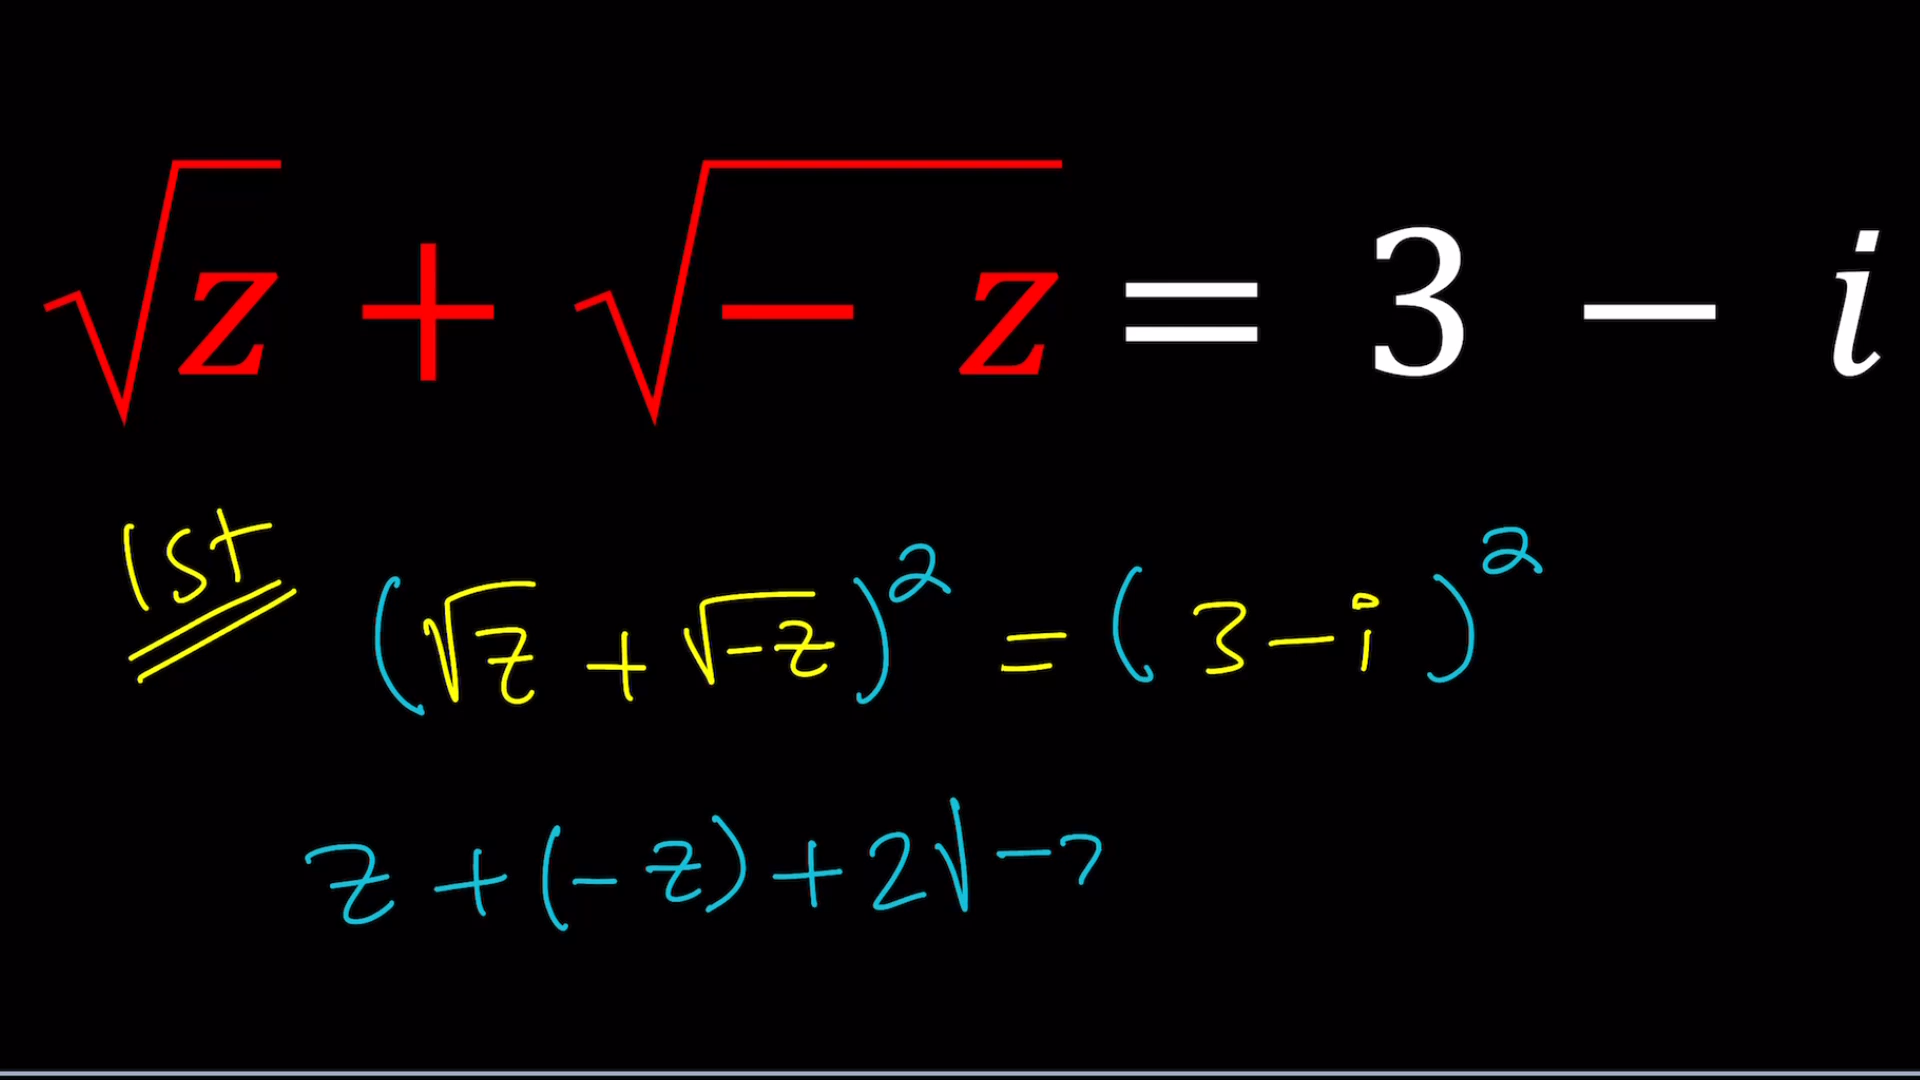 √z + √− z = 3 − i
1st
(√z + √-z)² = (3-i)²
z + (-z) + 2√-